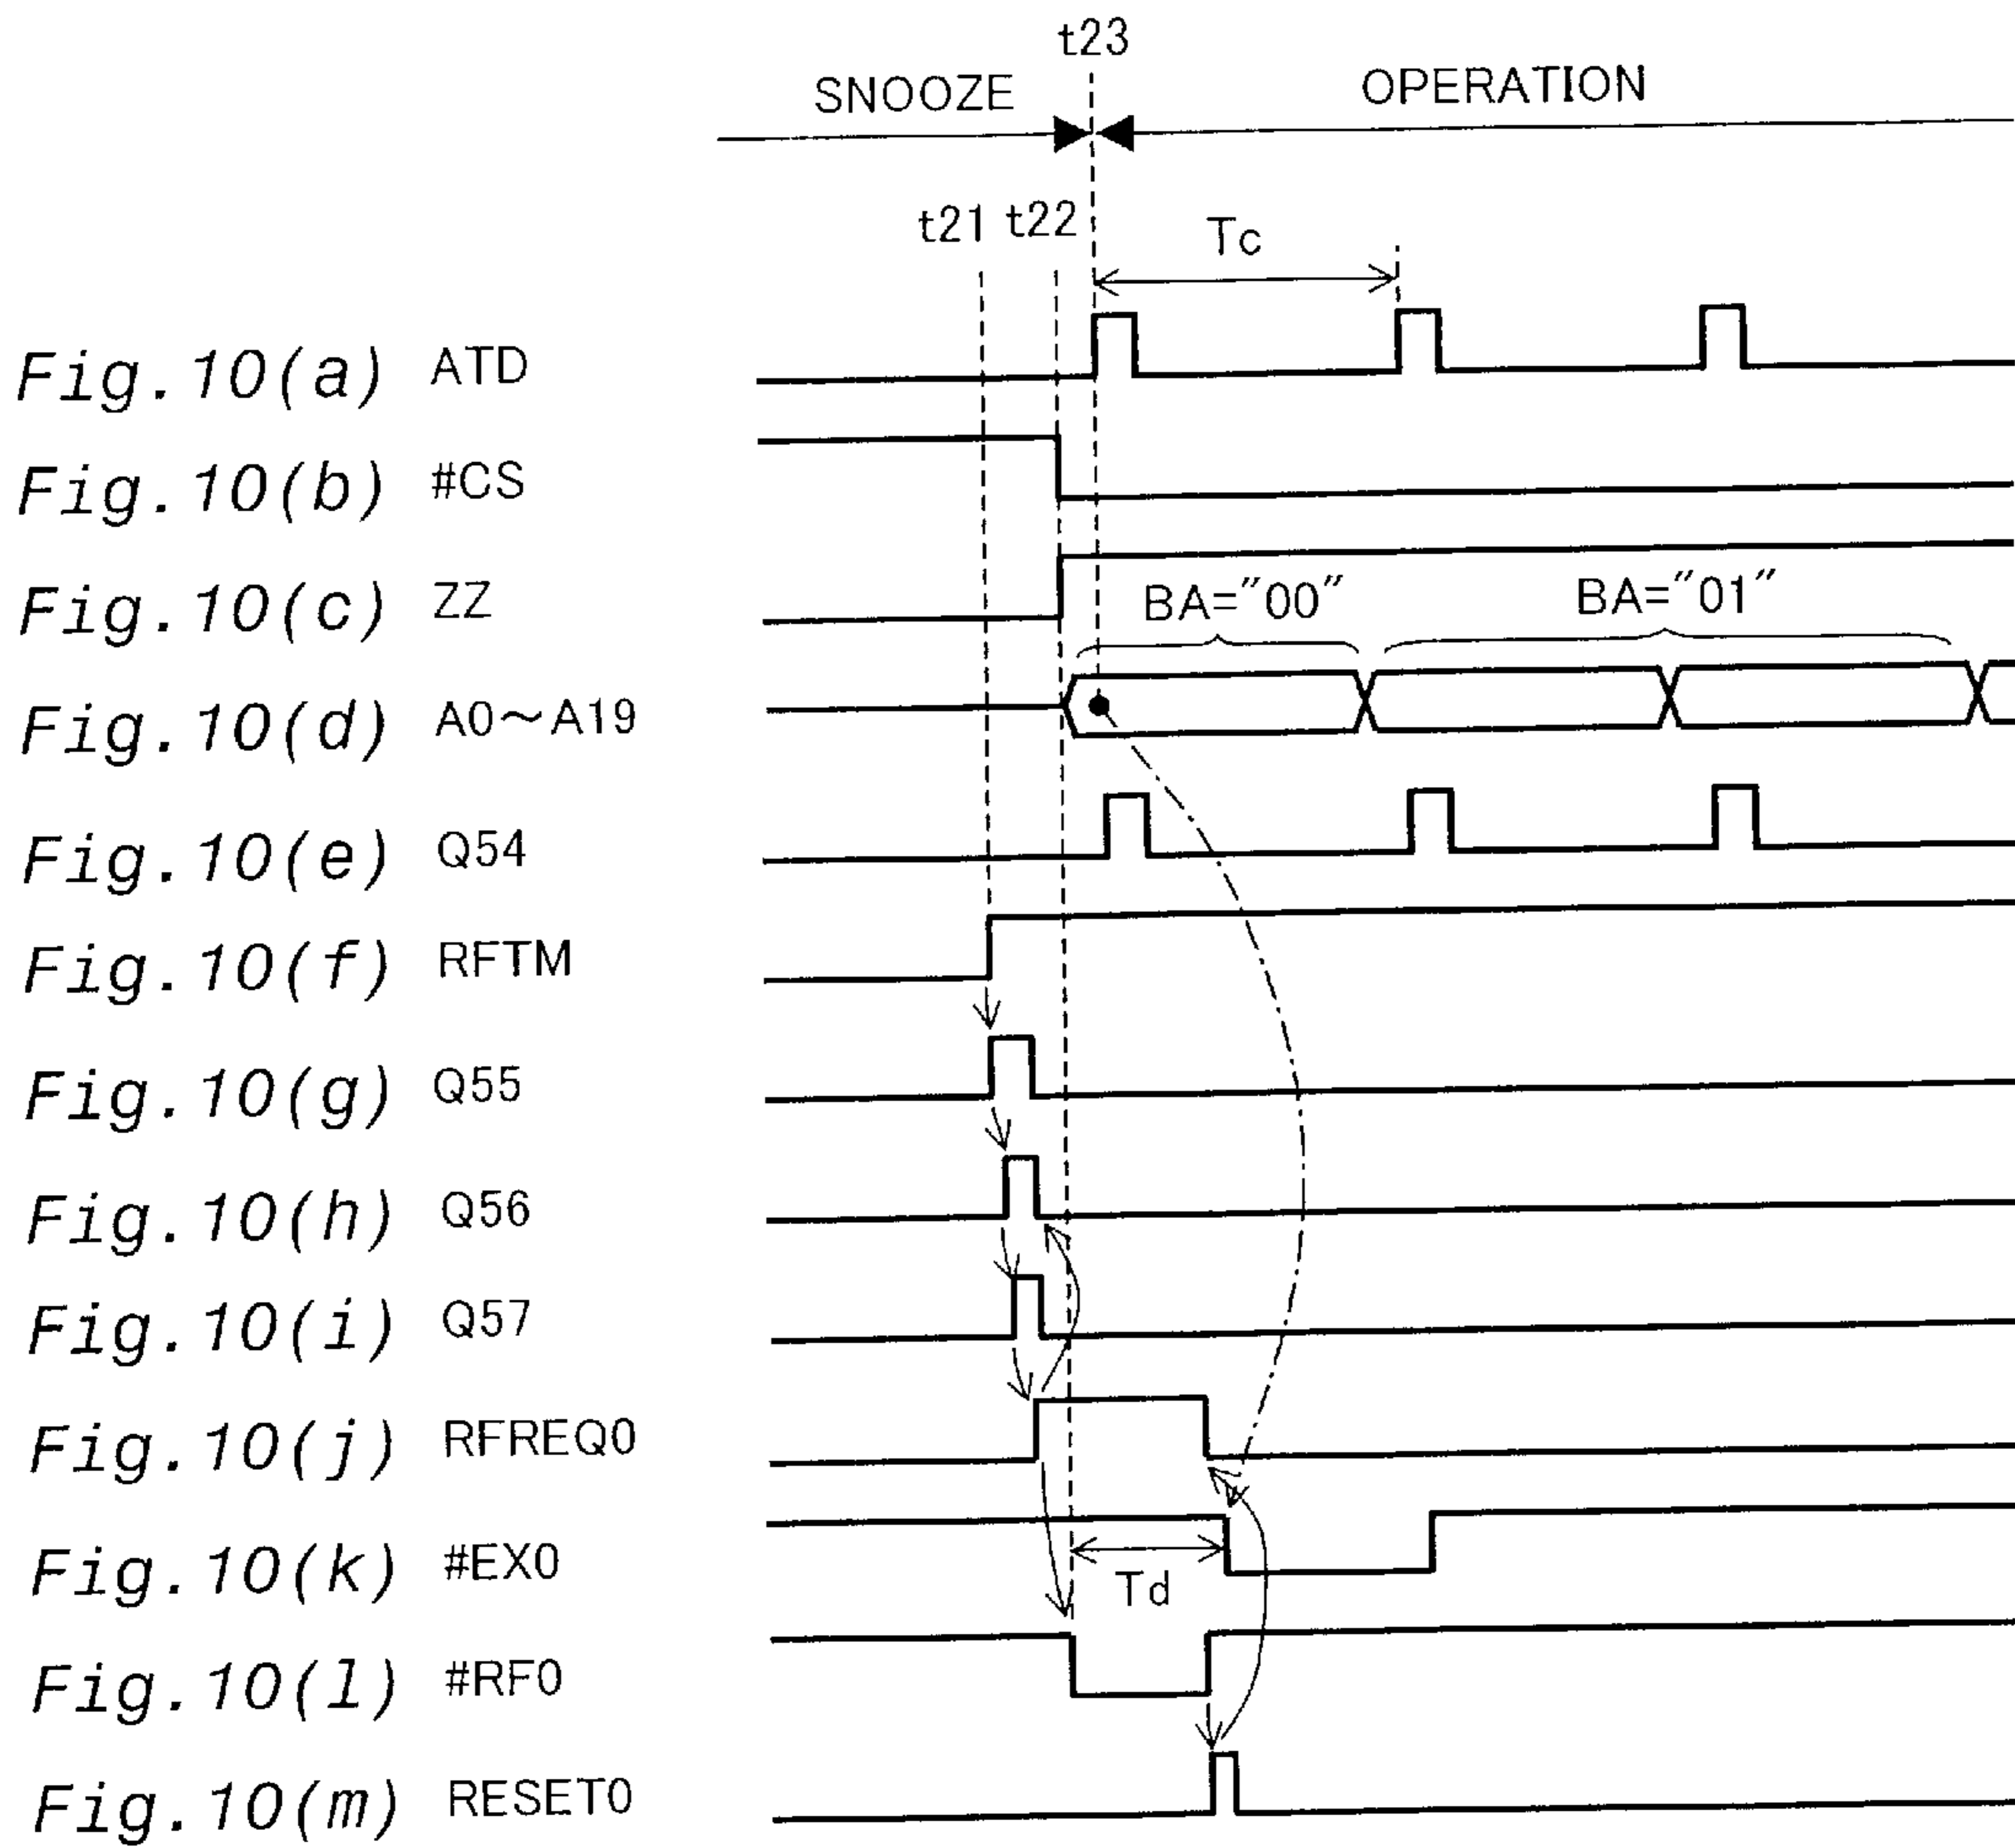 t23
SNOOZE OPERATION
t21 t22 Tc
Fig.10(a) ATD
Fig.10(b) #CS
Fig.10(c) ZZ
BA="00" BA="01"
Fig.10(d) A0～A19
Fig.10(e) Q54
Fig.10(f) RFTM
Fig.10(g) Q55
Fig.10(h) Q56
Fig.10(i) Q57
Fig.10(j) RFREQ0
Fig.10(k) #EX0
Td
Fig.10(l) #RF0
Fig.10(m) RESET0